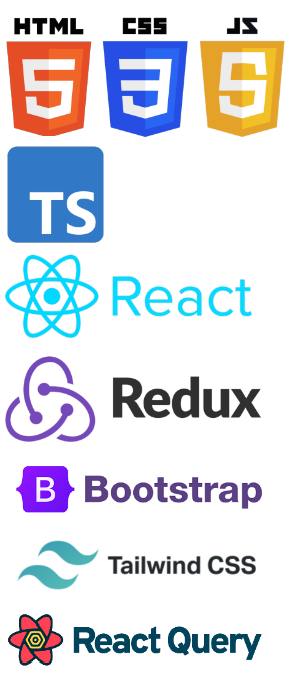 HTML CSS JS
5 3 5
TS
React
Redux
B Bootstrap
Tailwind CSS
React Query